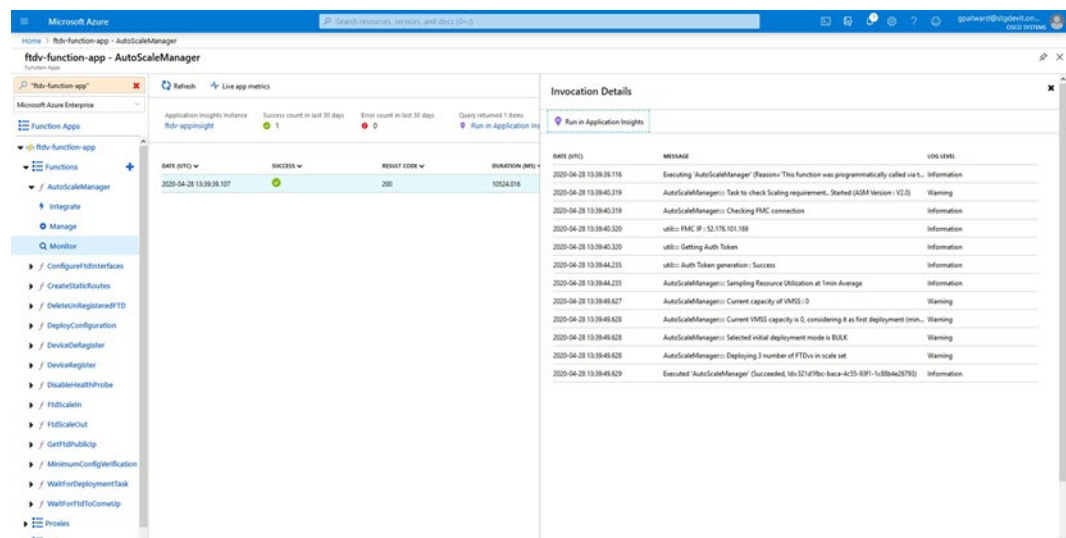 Microsoft Azure
Search resources, services, and docs (G+/)
gpatward@stgdevit.on...
CISCO SYSTEMS
Home > ftdv-function-app - AutoScaleManager
ftdv-function-app - AutoScaleManager
Function Apps
"ftdv-function-app"
Microsoft Azure Enterprise
Function Apps
ftdv-function-app
Functions
AutoScaleManager
Integrate
Manage
Monitor
ConfigureFtdInterfaces
CreateStaticRoutes
DeleteUnRegisteredFTD
DeployConfiguration
DeviceDeRegister
DeviceRegister
DisableHealthProbe
FtdScaleIn
FtdScaleOut
GetFtdPublicIp
MinimumConfigVerification
WaitForDeploymentTask
WaitForFtdToComeUp
Proxies
Refresh Live app metrics
Application Insights Instance Success count in last 30 days Error count in last 30 days Query returned 1 items
ftdv-appinsight 1 0 Run in Application Ins
DATE (UTC) SUCCESS RESULT CODE DURATION (MS)
2020-04-28 13:39:39.107 200 10524.016
Invocation Details
Run in Application Insights
DATE (UTC) MESSAGE LOG LEVEL
2020-04-28 13:39:39.116 Executing 'AutoScaleManager' (Reason='This function was programmatically called via t... Information
2020-04-28 13:39:40.319 AutoScaleManager::: Task to check Scaling requirement.. Started (ASM Version : V2.0) Warning
2020-04-28 13:39:40.319 AutoScaleManager::: Checking FMC connection Information
2020-04-28 13:39:40.320 util::: FMC IP : 52.176.101.169 Information
2020-04-28 13:39:40.320 util::: Getting Auth Token Information
2020-04-28 13:39:44.235 util::: Auth Token generation : Success Information
2020-04-28 13:39:44.235 AutoScaleManager::: Sampling Resource Utilization at 1min Average Information
2020-04-28 13:39:49.627 AutoScaleManager::: Current capacity of VMSS : 0 Warning
2020-04-28 13:39:49.628 AutoScaleManager::: Current VMSS capacity is 0, considering it as first deployment (min... Warning
2020-04-28 13:39:49.628 AutoScaleManager::: Selected initial deployment mode is BULK Warning
2020-04-28 13:39:49.628 AutoScaleManager::: Deploying 3 number of FTDvs in scale set Warning
2020-04-28 13:39:49.629 Executed 'AutoScaleManager' (Succeeded, Id=321d1fbc-baca-4c55-93f1-1c88b4e26793) Information